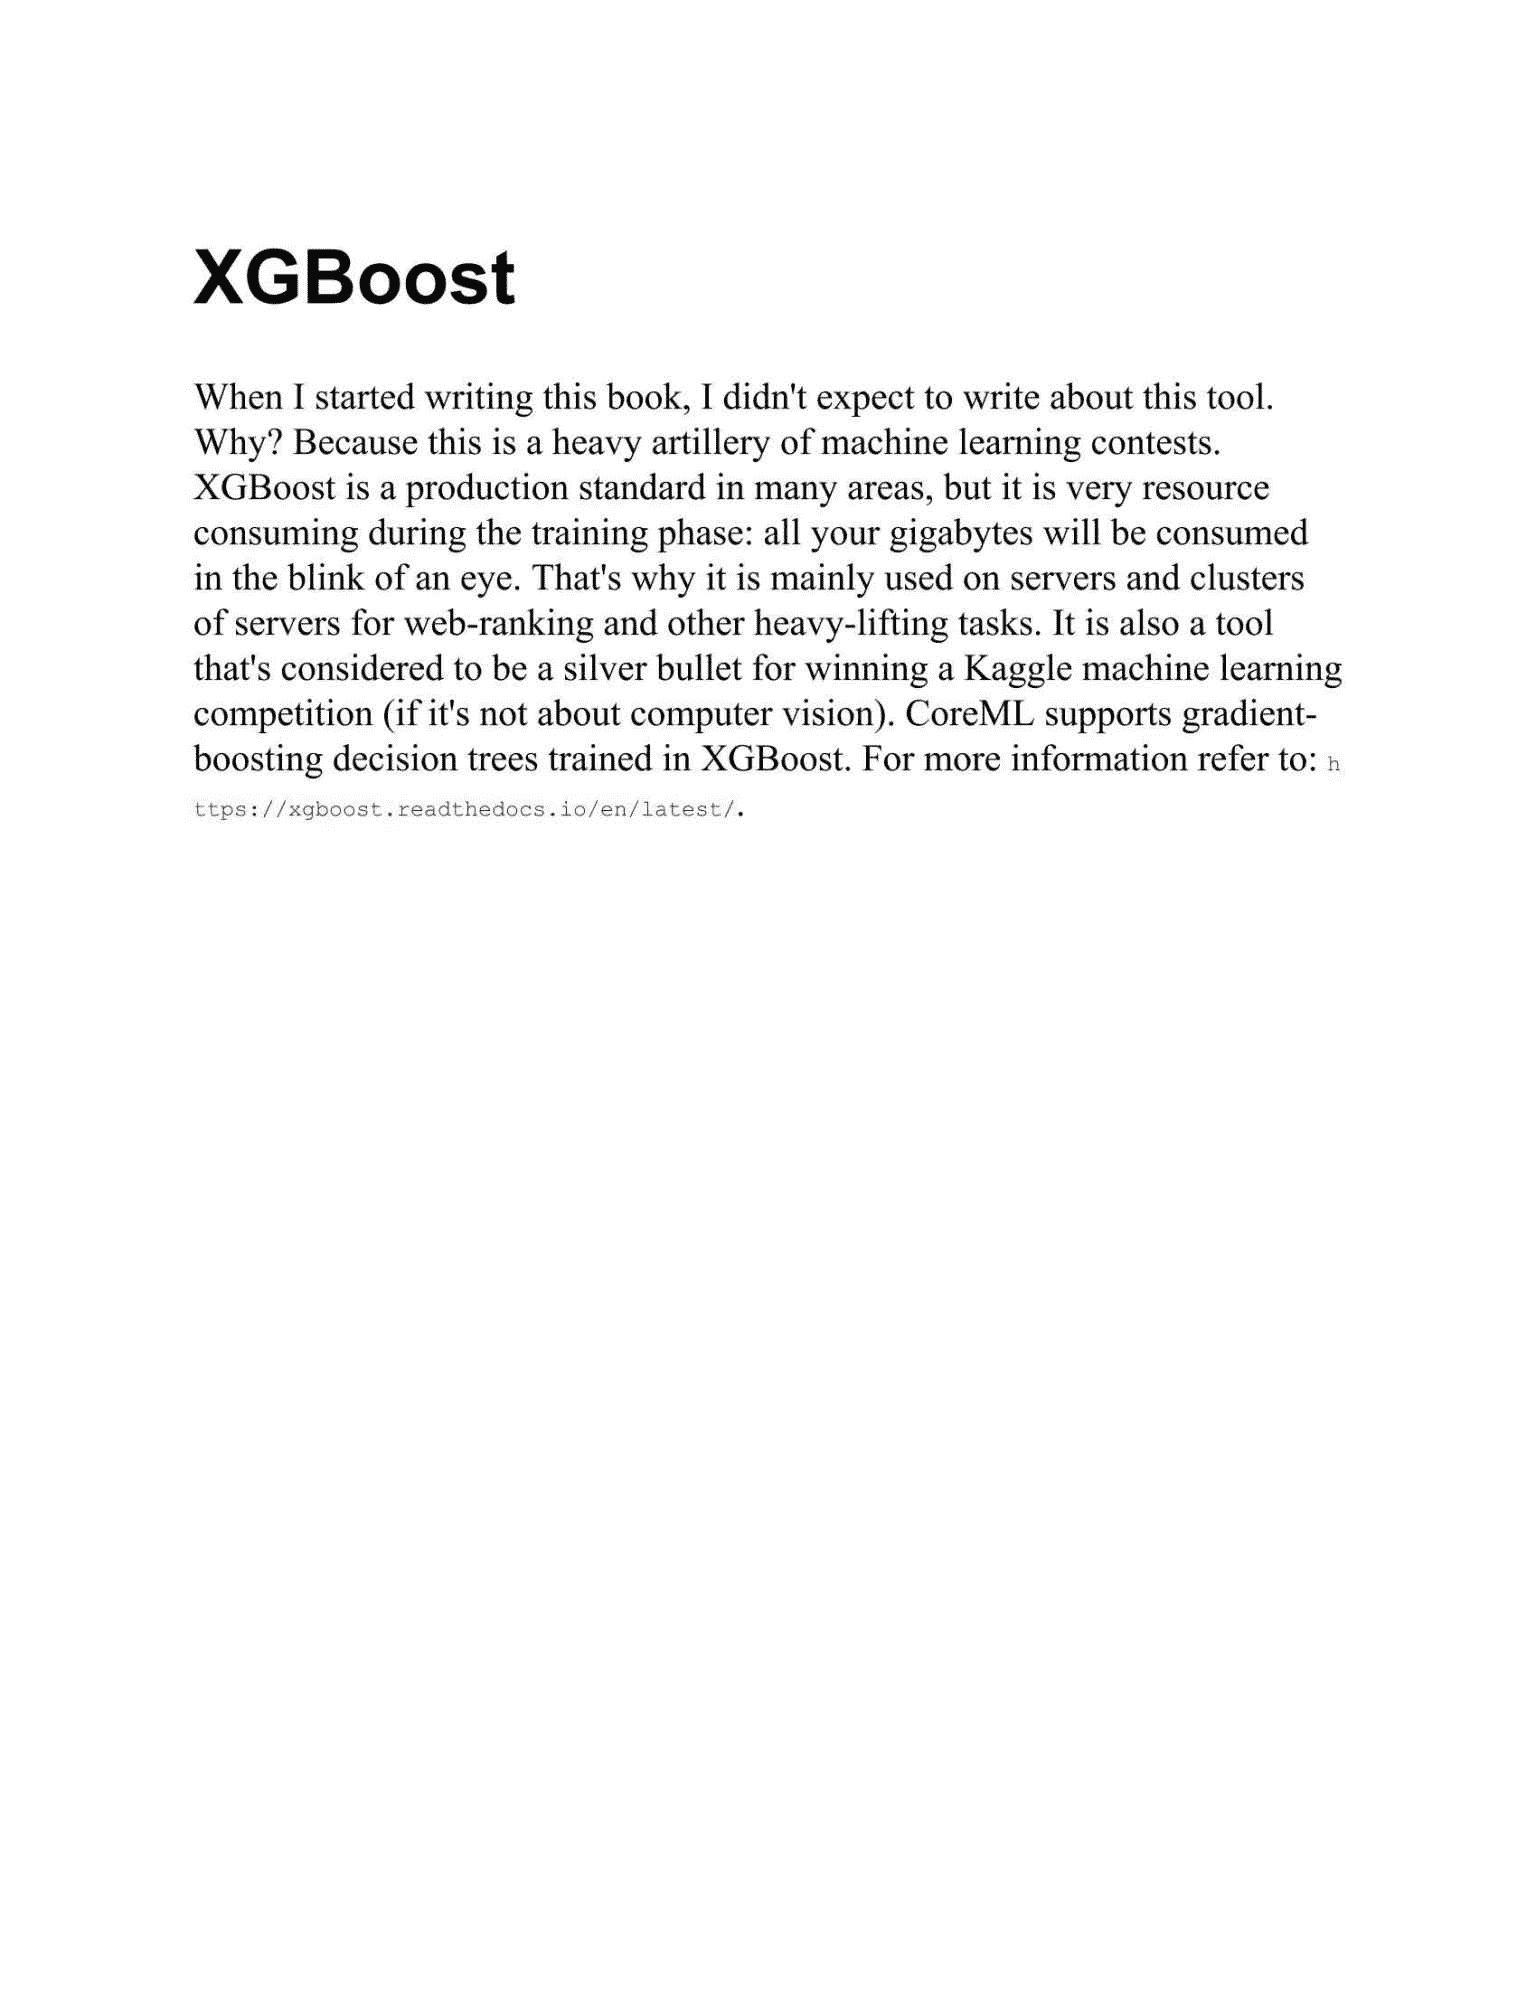 XGBoost
When I started writing this book, I didn't expect to write about this tool.
Why? Because this is a heavy artillery of machine learning contests.
XGBoost is a production standard in many areas, but it is very resource
consuming during the training phase: all your gigabytes will be consumed
in the blink of an eye. That's why it is mainly used on servers and clusters
of servers for web-ranking and other heavy-lifting tasks. It is also a tool
that's considered to be a silver bullet for winning a Kaggle machine learning
competition (if it's not about computer vision). CoreML supports gradient-
boosting decision trees trained in XGBoost. For more information refer to: h
ttps://xgboost.readthedocs.io/en/latest/.